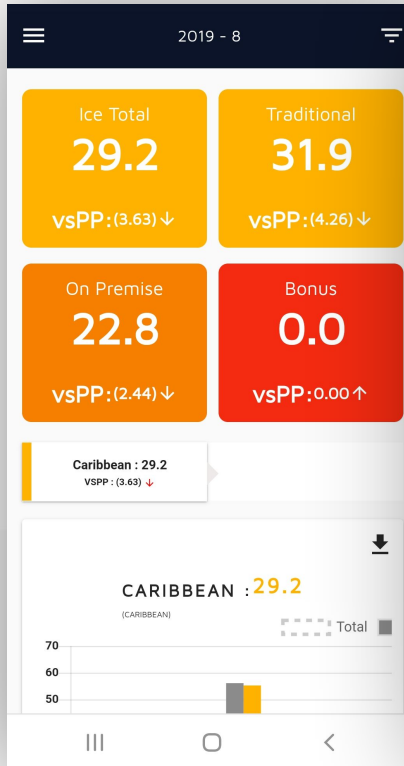 2019 - 8
Ice Total
29.2
vsPP:(3.63)↓
Traditional
31.9
vsPP:(4.26)↓
On Premise
22.8
vsPP:(2.44)↓
Bonus
0.0
vsPP:0.00↑
Caribbean : 29.2
VSPP : (3.63) ↓
CARIBBEAN :29.2
(CARIBBEAN)
Total
70
60
50